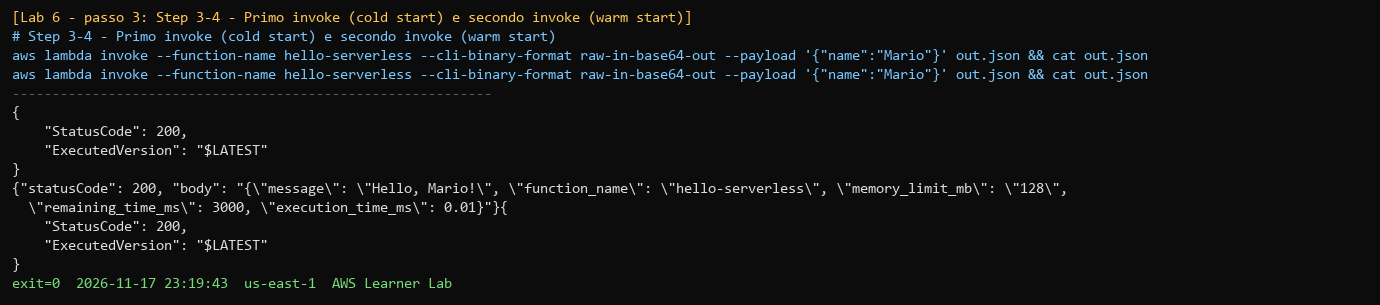 [Lab 6 - passo 3: Step 3-4 - Primo invoke (cold start) e secondo invoke (warm start)]
# Step 3-4 - Primo invoke (cold start) e secondo invoke (warm start)
aws lambda invoke --function-name hello-serverless --cli-binary-format raw-in-base64-out --payload '{"name":"Mario"}' out.json && cat out.json
aws lambda invoke --function-name hello-serverless --cli-binary-format raw-in-base64-out --payload '{"name":"Mario"}' out.json && cat out.json
------------------------------------------------------------
{
    "StatusCode": 200,
    "ExecutedVersion": "$LATEST"
}
{"statusCode": 200, "body": "{\"message\": \"Hello, Mario!\", \"function_name\": \"hello-serverless\", \"memory_limit_mb\": \"128\",
  \"remaining_time_ms\": 3000, \"execution_time_ms\": 0.01}"}{
    "StatusCode": 200,
    "ExecutedVersion": "$LATEST"
}
exit=0  2026-11-17 23:19:43  us-east-1  AWS Learner Lab